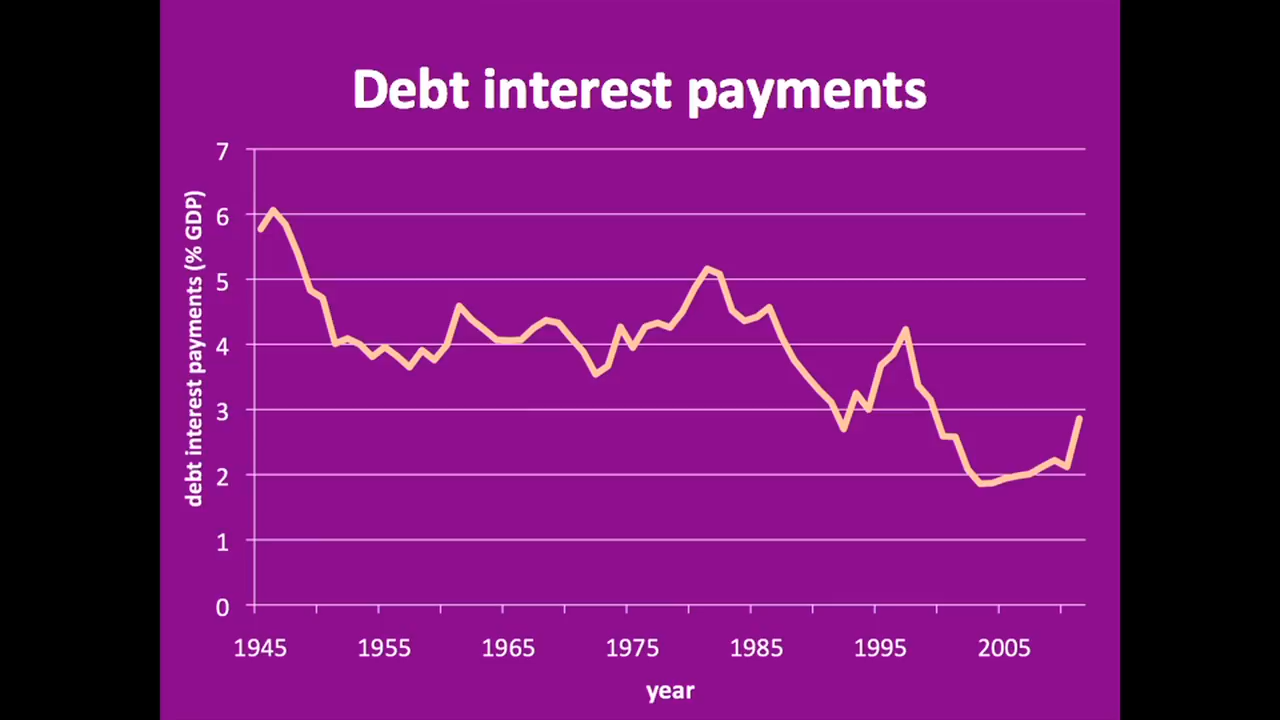 Debt interest payments
debt interest payments (% GDP)
7
6
5
4
3
2
1
0
1945 1955 1965 1975 1985 1995 2005
year